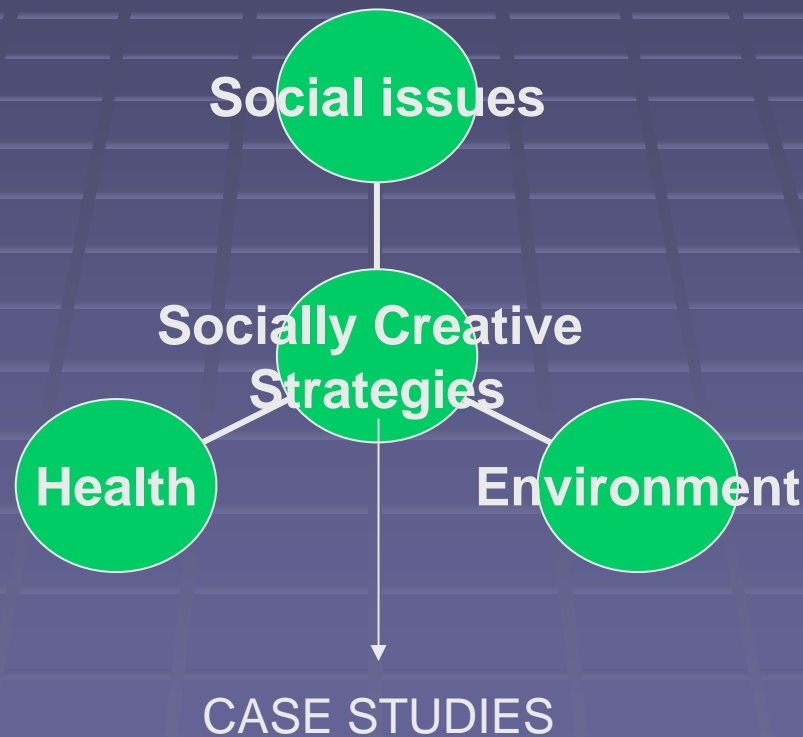 Social issues
Socially Creative
Strategies
Health
Environment
CASE STUDIES